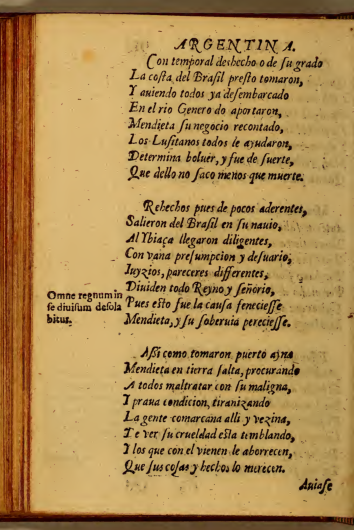 ARGENTINA.
Con temporal deshecho o de ſu grado
La coſta del Braſil preſto tomaron,
Y auiendo todos ya deſembarcado
En el rio Genero do aportaron,
Mendieta ſu negocio recontado,
Los Luſitanos todos le ayudaron,
Determina boluer, y fue de ſuerte,
Que dello no ſaco menos que muerte.
Rehechos pues de pocos aderentes,
Salieron del Braſil en ſu nauio,
Al Ybiaça llegaron diligentes,
Con vana preſumpcion y deſuario,
Iuyzios, pareceres differentes,
Diuiden todo Reyno y ſeñorio,
Omne regnum in
ſe diuiſum deſola
bitur.
Pues eſto fue la cauſa feneciеſſe
Mendieta, y ſu ſoberuia pereciеſſe.
Aſsi como tomaron puerto ayna
Mendieta en tierra ſalta, procurando
A todos maltratar con ſu maligna,
Y praua condicion, tiranizando
La gente comarcana alli y vezina,
De ver ſu crueldad eſta temblando,
Y los que con el vienen le aborrecen,
Que ſus coſas y hechos lo merecen.
Auiaſe